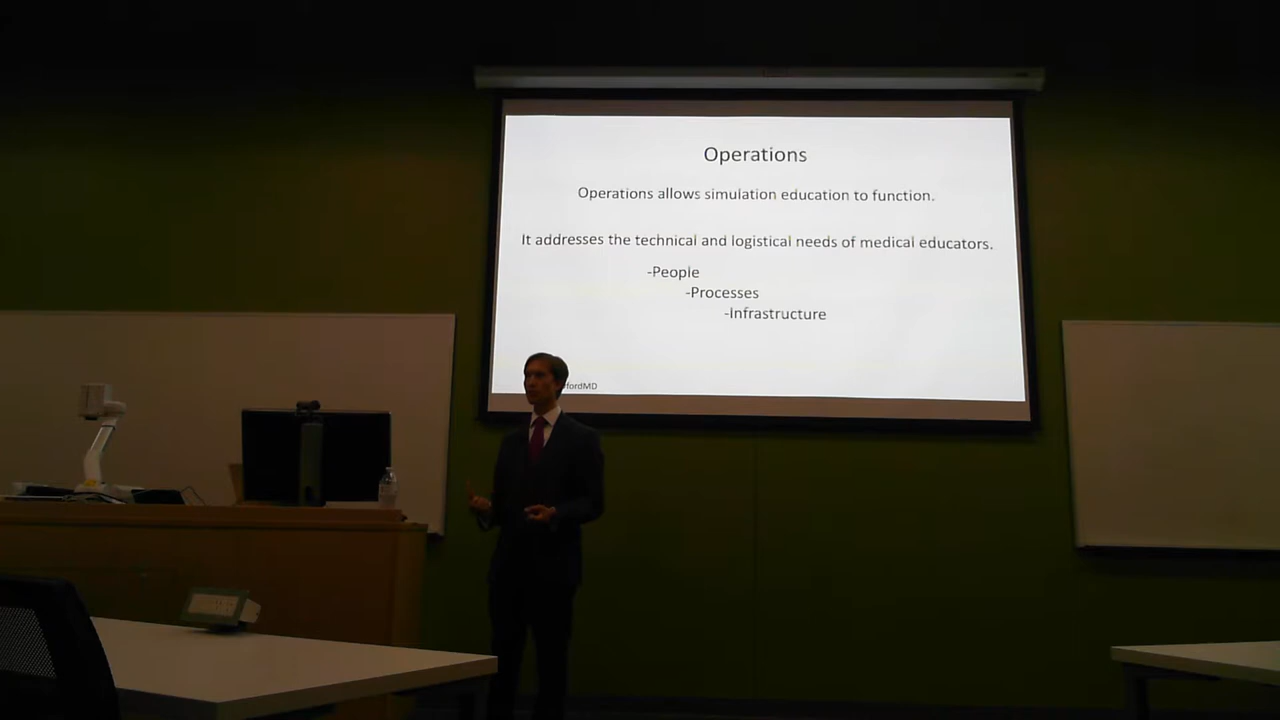 Operations
Operations allows simulation education to function.
It addresses the technical and logistical needs of medical educators.
-People
-Processes
-Infrastructure